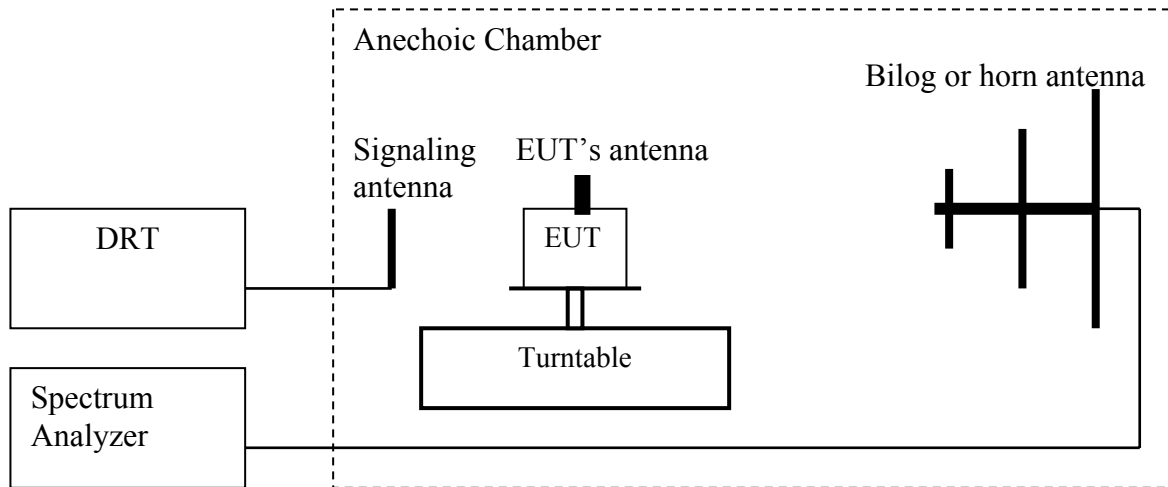 Anechoic Chamber
Bilog or horn antenna
Signaling
antenna
EUT’s antenna
DRT
EUT
Turntable
Spectrum
Analyzer